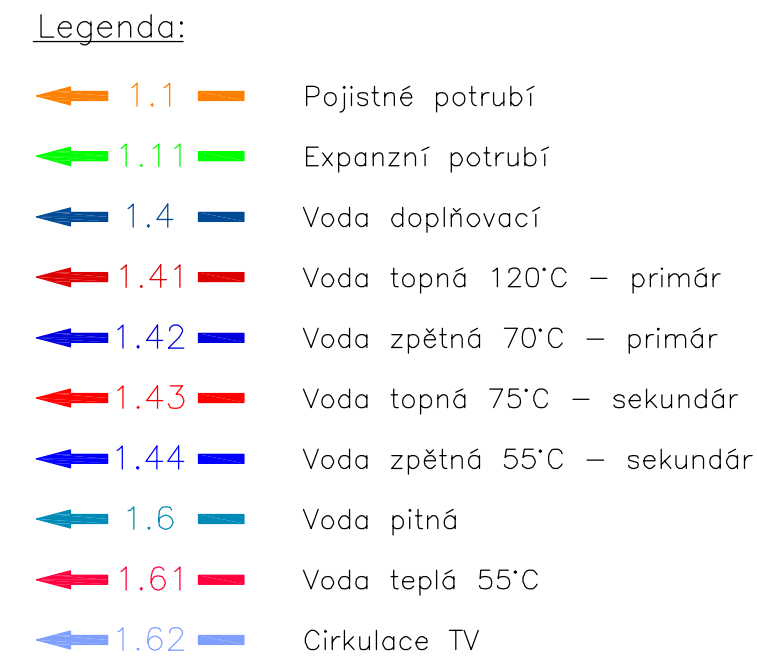 Legenda:
1.1 Pojistné potrubí
1.11 Expanzní potrubí
1.4 Voda doplňovací
1.41 Voda topná 120°C – primár
1.42 Voda zpětná 70°C – primár
1.43 Voda topná 75°C – sekundár
1.44 Voda zpětná 55°C – sekundár
1.6 Voda pitná
1.61 Voda teplá 55°C
1.62 Cirkulace TV